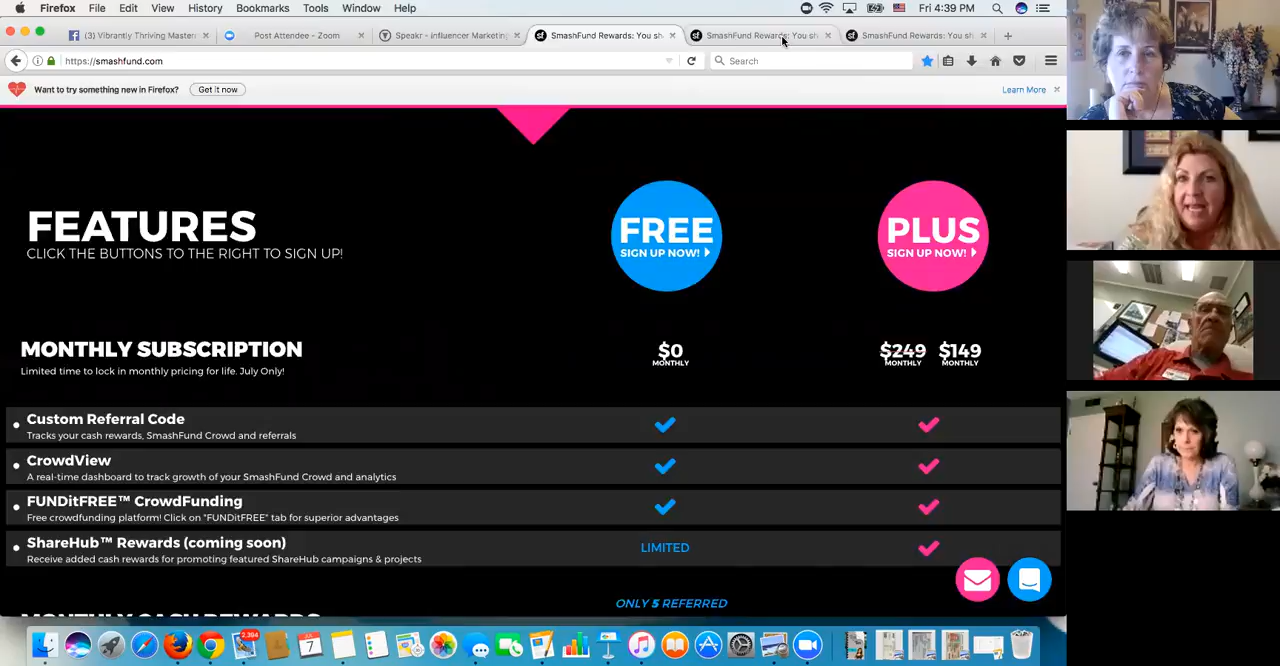 Firefox File Edit View History Bookmarks Tools Window Help Fri 4:39 PM
(3) Vibrantly Thriving Master Post Attendee - Zoom Speakr - Influencer Marketing SmashFund Rewards: You sh SmashFund Rewards: You sh SmashFund Rewards: You sh
https://smashfund.com Search
Want to try something new in Firefox? Get it now Learn More
FEATURES
CLICK THE BUTTONS TO THE RIGHT TO SIGN UP!
FREE
SIGN UP NOW!
PLUS
SIGN UP NOW!
MONTHLY SUBSCRIPTION
Limited time to lock in monthly pricing for life. July Only!
$0
MONTHLY
$249 $149
MONTHLY MONTHLY
Custom Referral Code
Tracks your cash rewards, SmashFund Crowd and referrals
CrowdView
A real-time dashboard to track growth of your SmashFund Crowd and analytics
FUNDitFREE™ CrowdFunding
Free crowdfunding platform! Click on "FUNDitFREE" tab for superior advantages
ShareHub™ Rewards (coming soon)
Receive added cash rewards for promoting featured ShareHub campaigns & projects
LIMITED
ONLY 5 REFERRED
MONTHLY CASH REWARDS
2,394
7